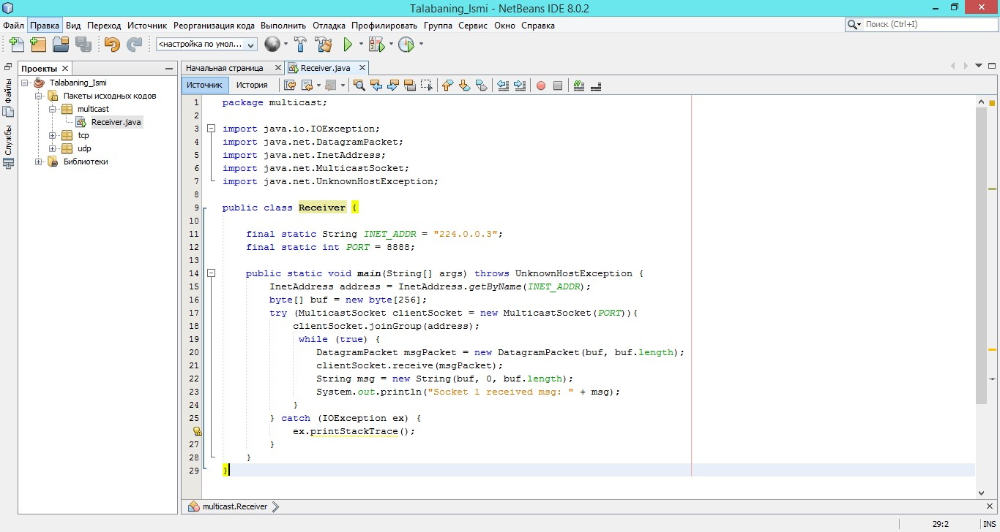 Talabaning_Ismi - NetBeans IDE 8.0.2
Файл Правка Вид Переход Источник Реорганизация кода Выполнить Отладка Профилировать Группа Сервис Окно Справка
Поиск (Ctrl+I)
<настройка по умол...
Файлы
Службы
Проекты
Talabaning_Ismi
Пакеты исходных кодов
multicast
Receiver.java
tcp
udp
Библиотеки
Начальная страница
Receiver.java
Источник История
1 package multicast;
2
3 import java.io.IOException;
4 import java.net.DatagramPacket;
5 import java.net.InetAddress;
6 import java.net.MulticastSocket;
7 import java.net.UnknownHostException;
8
9 public class Receiver {
10
11 final static String INET_ADDR = "224.0.0.3";
12 final static int PORT = 8888;
13
14 public static void main(String[] args) throws UnknownHostException {
15 InetAddress address = InetAddress.getByName(INET_ADDR);
16 byte[] buf = new byte[256];
17 try (MulticastSocket clientSocket = new MulticastSocket(PORT)){
18 clientSocket.joinGroup(address);
19 while (true) {
20 DatagramPacket msgPacket = new DatagramPacket(buf, buf.length);
21 clientSocket.receive(msgPacket);
22 String msg = new String(buf, 0, buf.length);
23 System.out.println("Socket 1 received msg: " + msg);
24 }
25 } catch (IOException ex) {
ex.printStackTrace();
27 }
28 }
29 }
multicast.Receiver
29:2 INS